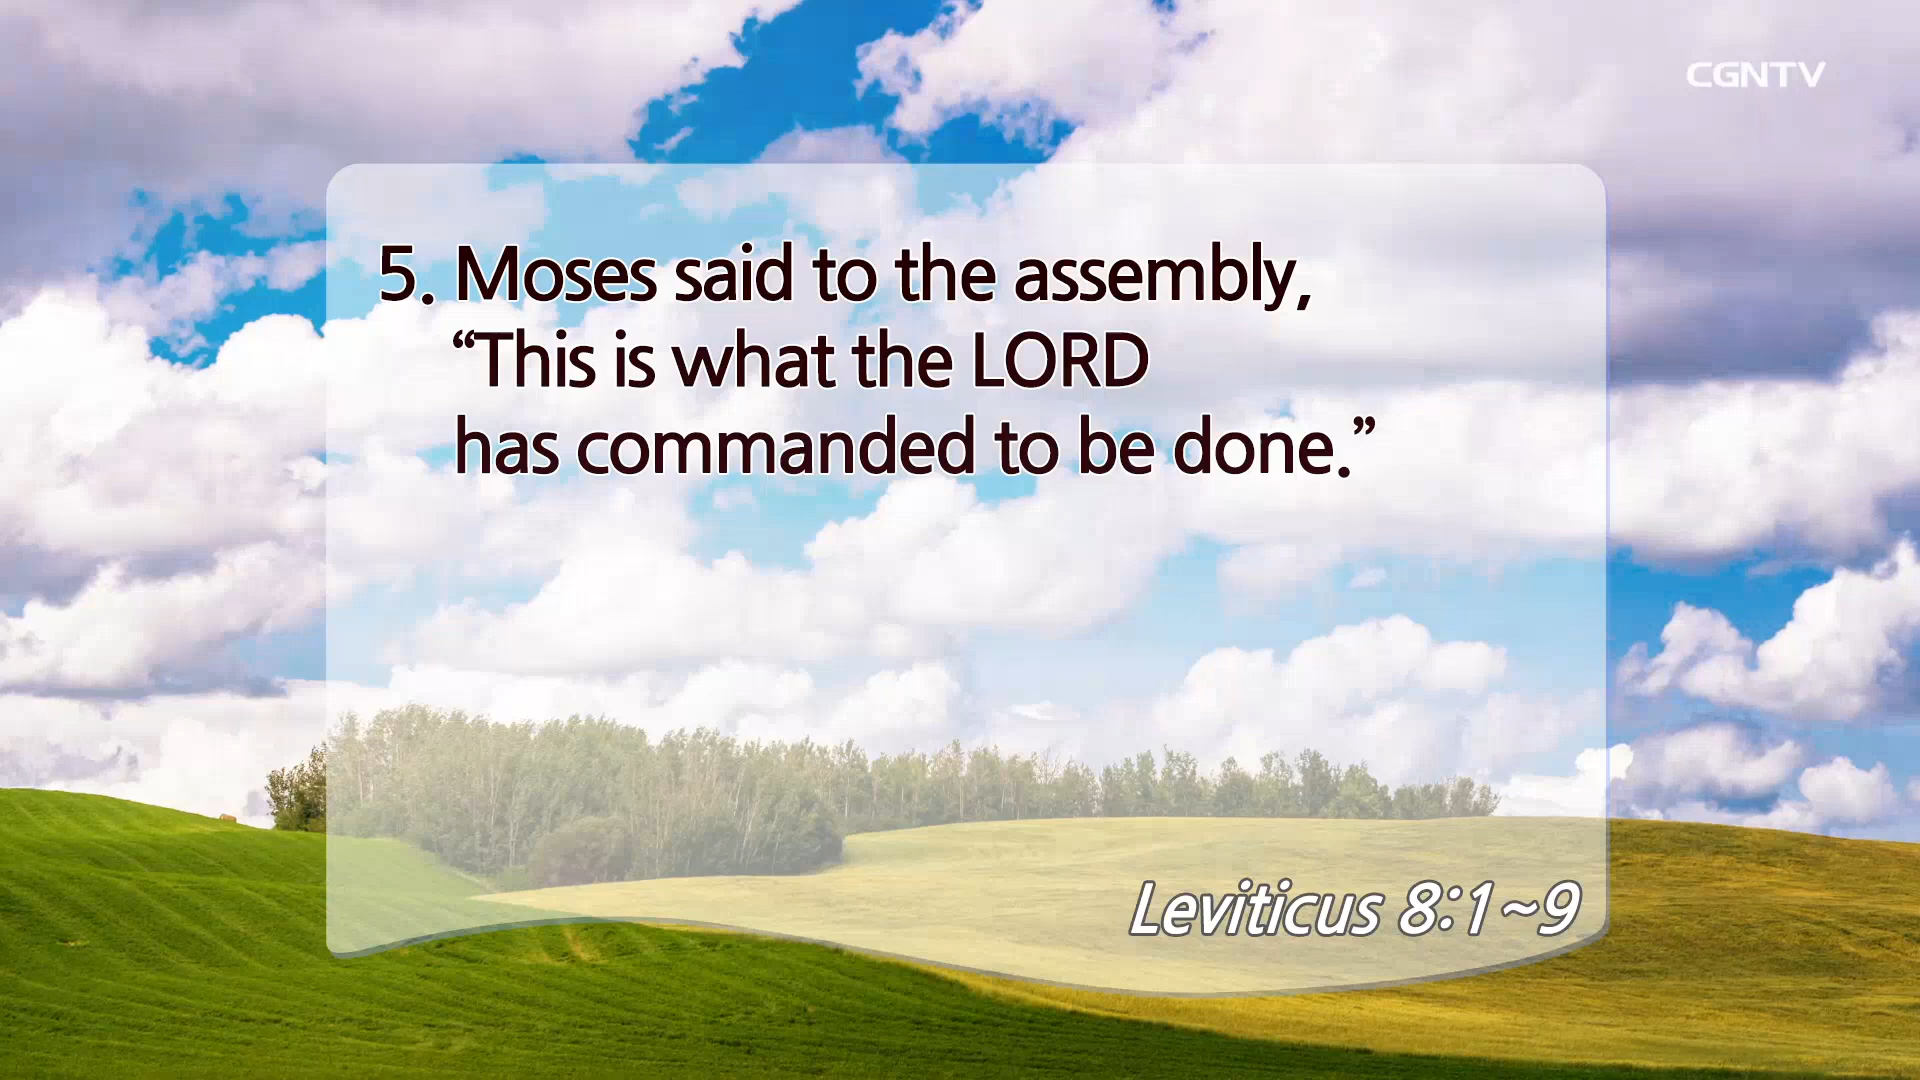 CGNTV
5. Moses said to the assembly,
“This is what the LORD
has commanded to be done.”
Leviticus 8:1~9